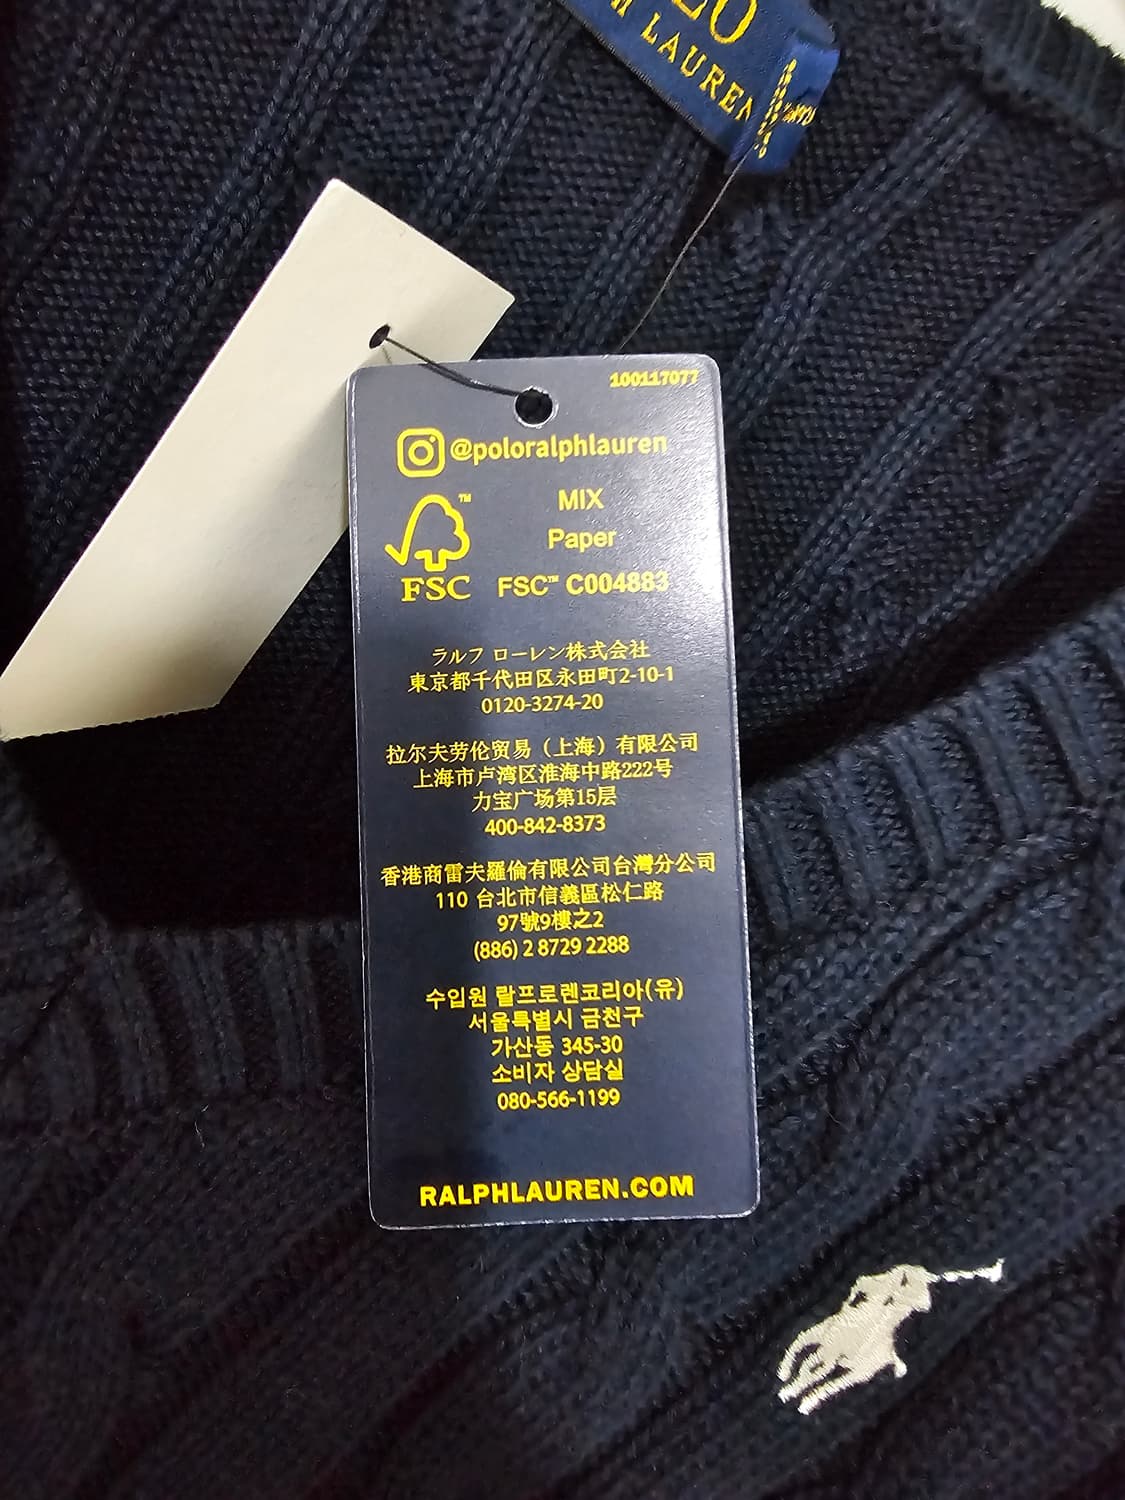 LAUREN
100117077
@poloralphlauren
MIX
Paper
FSC™ C004883
™
FSC
ラルフ ローレン株式会社
東京都千代田区永田町2-10-1
0120-3274-20
拉尔夫劳伦贸易（上海）有限公司
上海市卢湾区淮海中路222号
力宝广场第15层
400-842-8373
香港商雷夫羅倫有限公司台灣分公司
110 台北市信義區松仁路
97號9樓之2
(886) 2 8729 2288
수입원 랄프로렌코리아(유)
서울특별시 금천구
가산동 345-30
소비자 상담실
080-566-1199
RALPHLAUREN.COM